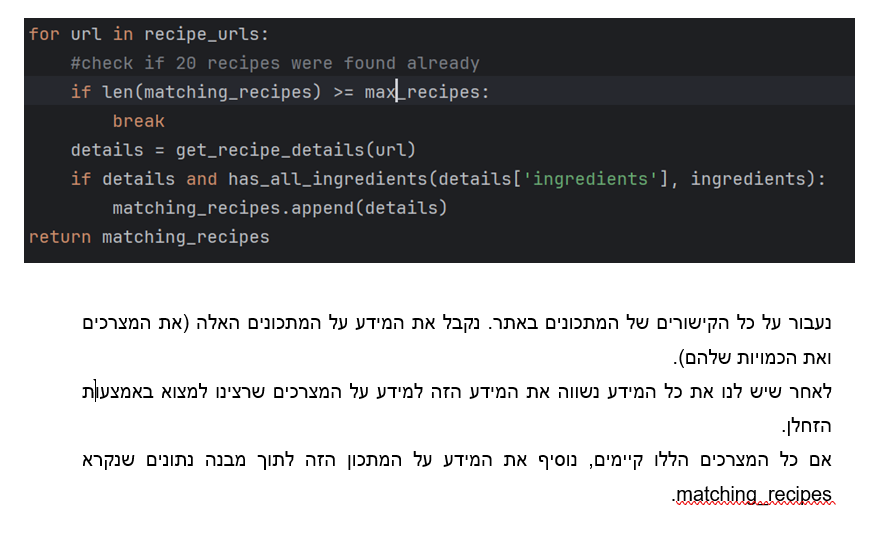 for url in recipe_urls:
    #check if 20 recipes were found already
    if len(matching_recipes) >= max_recipes:
        break
    details = get_recipe_details(url)
    if details and has_all_ingredients(details['ingredients'], ingredients):
        matching_recipes.append(details)
return matching_recipes
נעבור על כל הקישורים של המתכונים באתר. נקבל את המידע על המתכונים האלה (את המצרכים
ואת הכמויות שלהם).
לאחר שיש לנו את כל המידע נשווה את המידע הזה למידע על המצרכים שרצינו למצוא באמצעות
הזחלן.
אם כל המצרכים הללו קיימים, נוסיף את המידע על המתכון הזה לתוך מבנה נתונים שנקרא
matching_recipes.